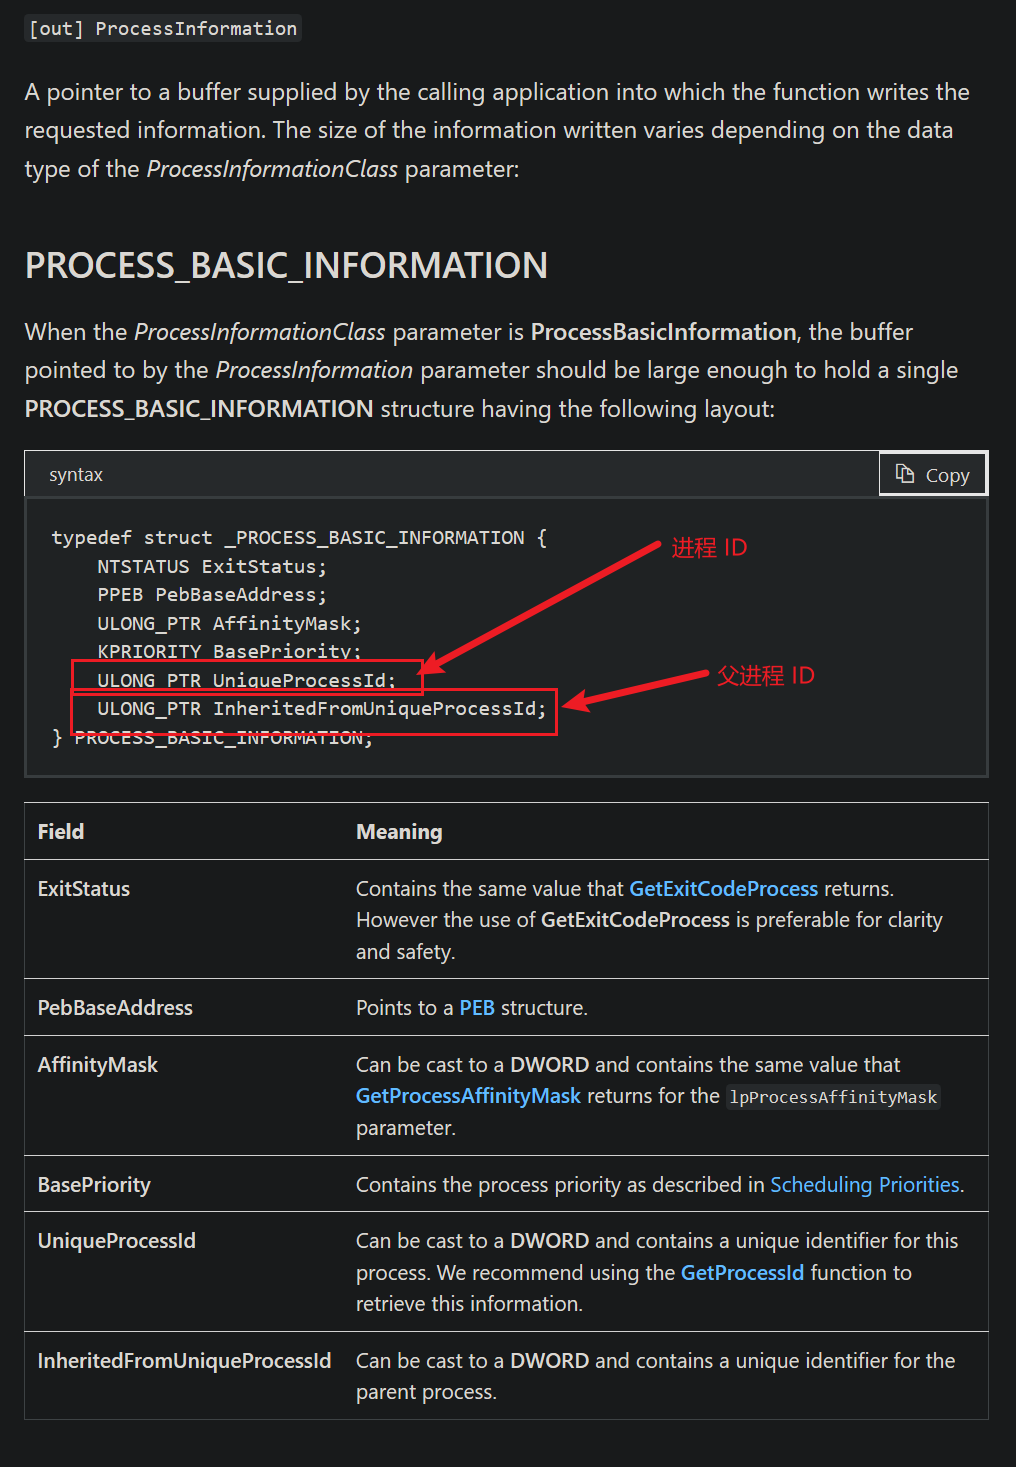 [out] ProcessInformation
A pointer to a buffer supplied by the calling application into which the function writes the
requested information. The size of the information written varies depending on the data
type of the ProcessInformationClass parameter:
PROCESS_BASIC_INFORMATION
When the ProcessInformationClass parameter is ProcessBasicInformation, the buffer
pointed to by the ProcessInformation parameter should be large enough to hold a single
PROCESS_BASIC_INFORMATION structure having the following layout:
syntax
Copy
typedef struct _PROCESS_BASIC_INFORMATION {
NTSTATUS ExitStatus;
PPEB PebBaseAddress;
ULONG_PTR AffinityMask;
KPRIORITY BasePriority;
ULONG_PTR UniqueProcessId;
ULONG_PTR InheritedFromUniqueProcessId;
} PROCESS_BASIC_INFORMATION;
进程 ID
父进程 ID
Field Meaning
ExitStatus Contains the same value that GetExitCodeProcess returns.
However the use of GetExitCodeProcess is preferable for clarity
and safety.
PebBaseAddress Points to a PEB structure.
AffinityMask Can be cast to a DWORD and contains the same value that
GetProcessAffinityMask returns for the lpProcessAffinityMask
parameter.
BasePriority Contains the process priority as described in Scheduling Priorities.
UniqueProcessId Can be cast to a DWORD and contains a unique identifier for this
process. We recommend using the GetProcessId function to
retrieve this information.
InheritedFromUniqueProcessId Can be cast to a DWORD and contains a unique identifier for the
parent process.